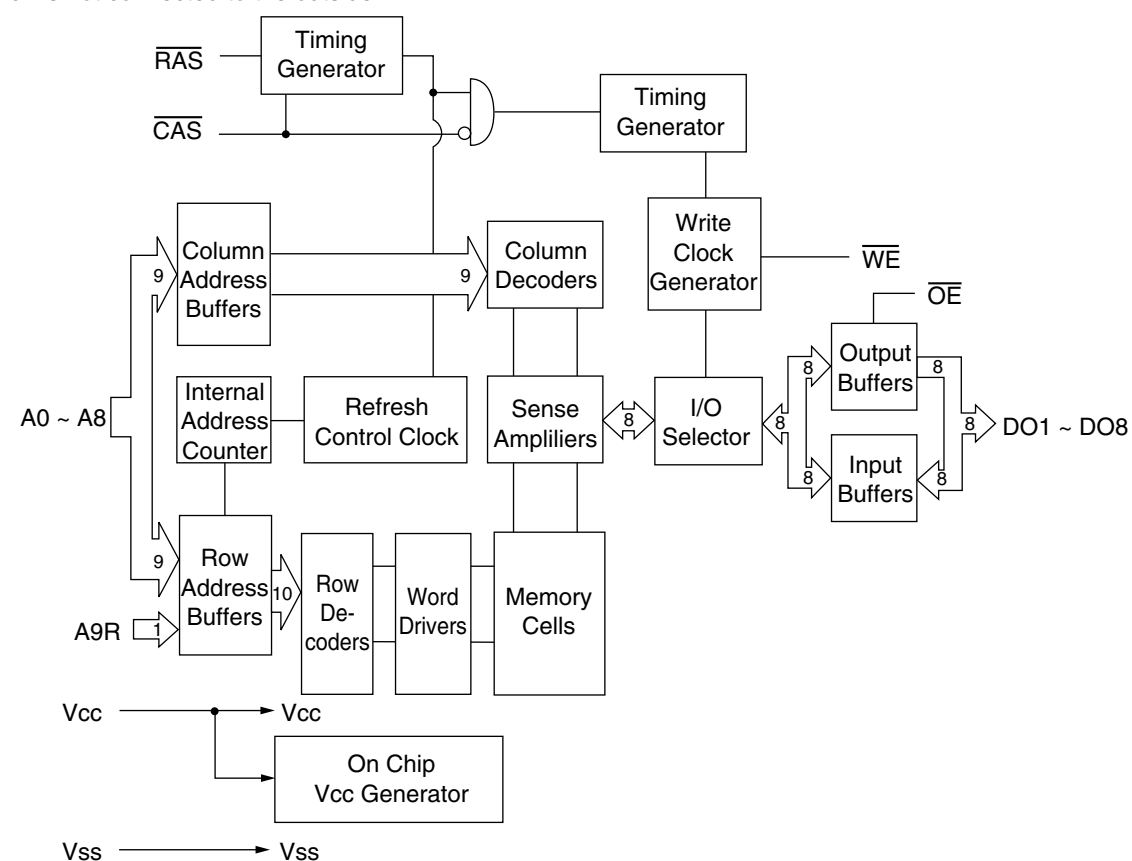 RAS
Timing
Generator
CAS
Timing
Generator
Column
Address
Buffers
9
9
Column
Decoders
Write
Clock
Generator
WE
OE
Output
Buffers
8
8
Internal
Address
Counter
Refresh
Control Clock
Sense
Ampliliers
8
I/O
Selector
8
A0 ~ A8
8
DO1 ~ DO8
Input
Buffers
8
8
9
Row
Address
Buffers
10
Row
De-
coders
Word
Drivers
Memory
Cells
A9R
1
Vcc
Vcc
On Chip
Vcc Generator
Vss
Vss